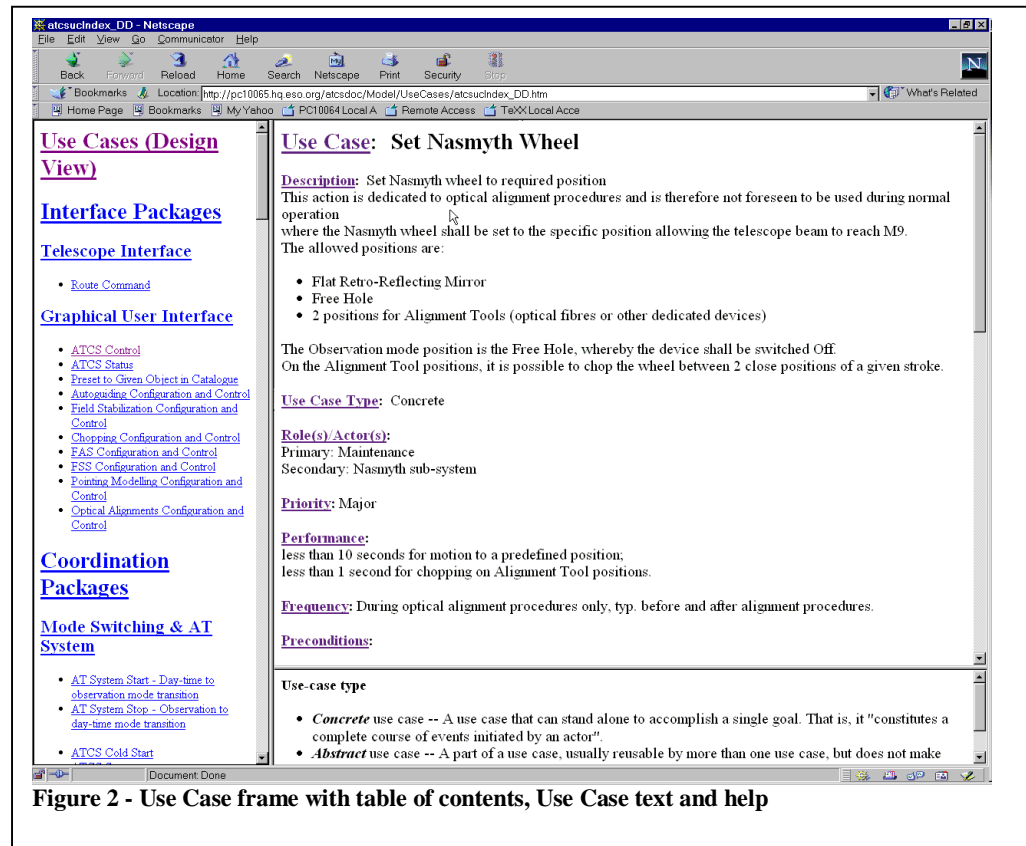 atcsucIndex_DD - Netscape
File Edit View Go Communicator Help
Back Forward Reload Home Search Netscape Print Security Stop
Bookmarks Location: http://pc10065.hq.eso.org/atcsdoc/Model/UseCases/atcsucIndex_DD.htm What's Related
Home Page Bookmarks My Yahoo PC10064 Local A Remote Access TeXX Local Acce
Use Cases (Design
View)
Interface Packages
Telescope Interface
• Route Command
Graphical User Interface
• ATCS Control
• ATCS Status
• Preset to Given Object in Catalogue
• Autoguiding Configuration and Control
• Field Stabilization Configuration and
Control
• Chopping Configuration and Control
• FAS Configuration and Control
• FSS Configuration and Control
• Pointing Modelling Configuration and
Control
• Optical Alignments Configuration and
Control
Coordination
Packages
Mode Switching & AT
System
• AT System Start - Day-time to
observation mode transition
• AT System Stop - Observation to
day-time mode transition
• ATCS Cold Start
Use Case: Set Nasmyth Wheel
Description: Set Nasmyth wheel to required position
This action is dedicated to optical alignment procedures and is therefore not foreseen to be used during normal
operation
where the Nasmyth wheel shall be set to the specific position allowing the telescope beam to reach M9.
The allowed positions are:
• Flat Retro-Reflecting Mirror
• Free Hole
• 2 positions for Alignment Tools (optical fibres or other dedicated devices)
The Observation mode position is the Free Hole, whereby the device shall be switched Off.
On the Alignment Tool positions, it is possible to chop the wheel between 2 close positions of a given stroke.
Use Case Type: Concrete
Role(s)/Actor(s):
Primary: Maintenance
Secondary: Nasmyth sub-system
Priority: Major
Performance:
less than 10 seconds for motion to a predefined position;
less than 1 second for chopping on Alignment Tool positions.
Frequency: During optical alignment procedures only, typ. before and after alignment procedures.
Preconditions:
Use-case type
• Concrete use case -- A use case that can stand alone to accomplish a single goal. That is, it "constitutes a
complete course of events initiated by an actor".
• Abstract use case -- A part of a use case, usually reusable by more than one use case, but does not make
Document: Done
Figure 2 - Use Case frame with table of contents, Use Case text and help